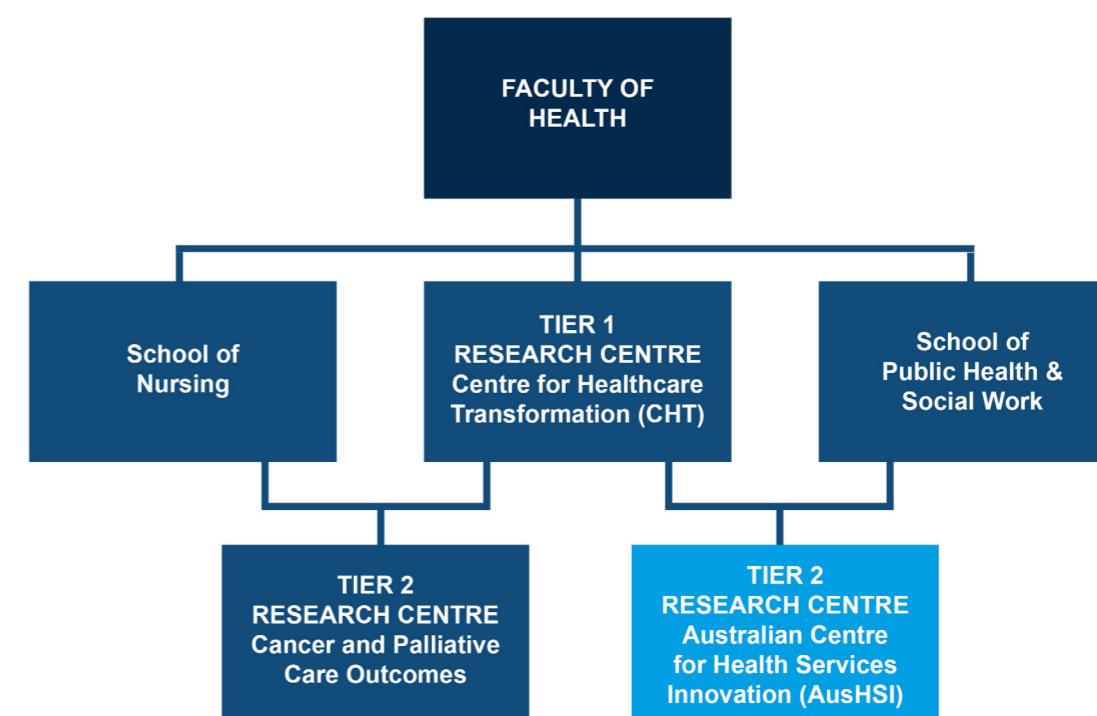 FACULTY OF
HEALTH
School of
Nursing
TIER 1
RESEARCH CENTRE
Centre for Healthcare
Transformation (CHT)
School of
Public Health &
Social Work
TIER 2
RESEARCH CENTRE
Cancer and Palliative
Care Outcomes
TIER 2
RESEARCH CENTRE
Australian Centre
for Health Services
Innovation (AusHSI)